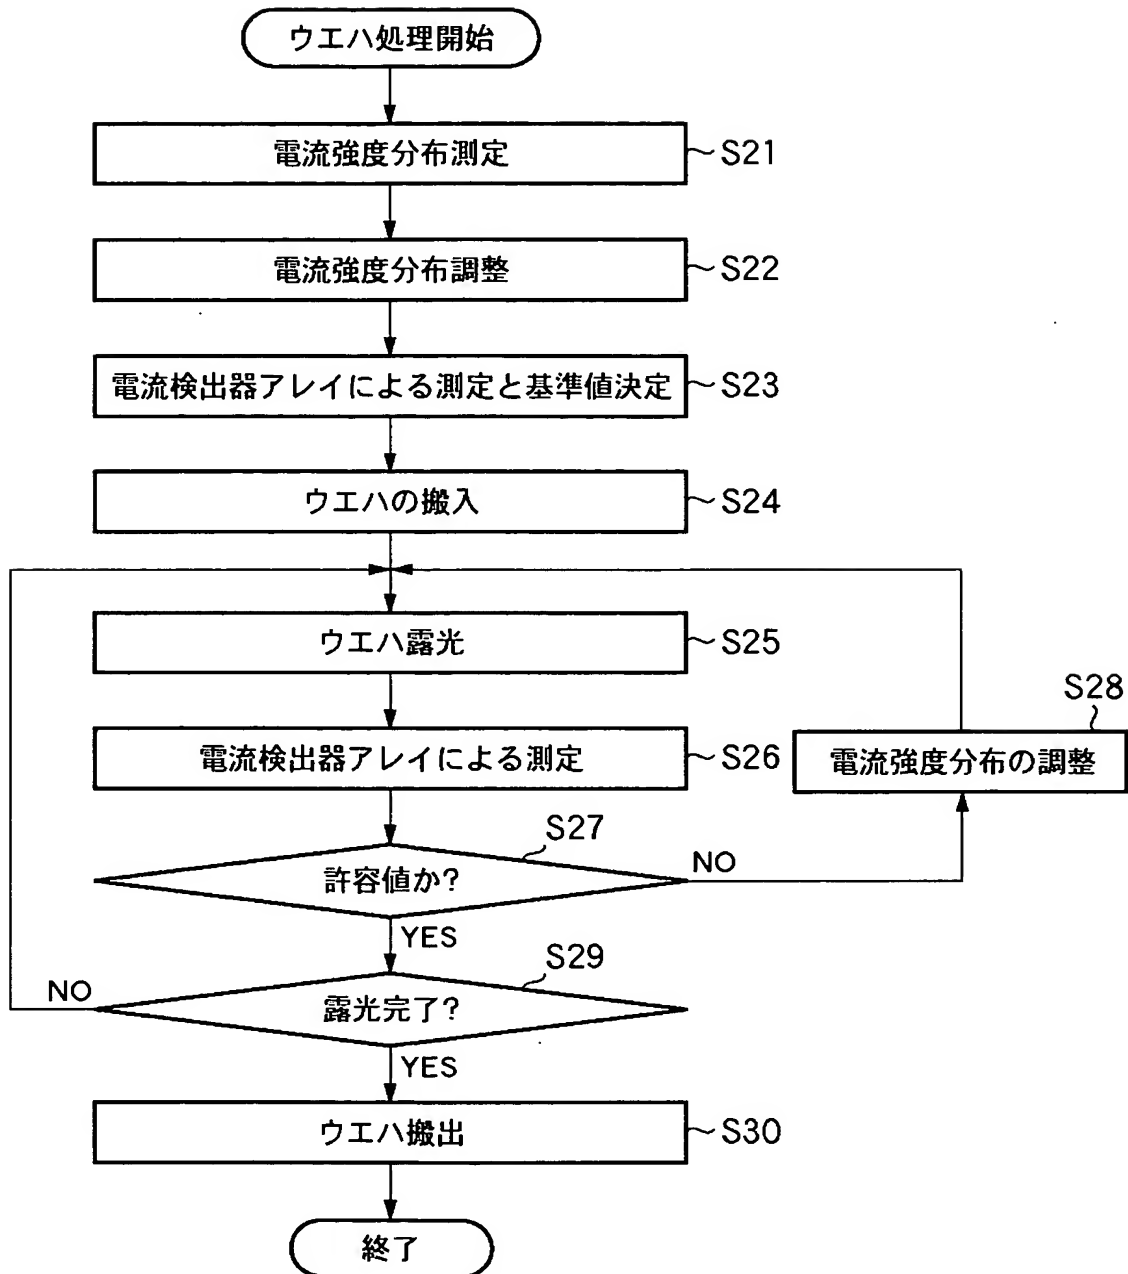 ウエハ処理開始
電流強度分布測定
S21
電流強度分布調整
S22
電流検出器アレイによる測定と基準値決定
S23
ウエハの搬入
S24
ウエハ露光
S25
S28
電流強度分布の調整
電流検出器アレイによる測定
S26
S27
許容値か?
NO
YES
S29
露光完了?
NO
YES
ウエハ搬出
S30
終了